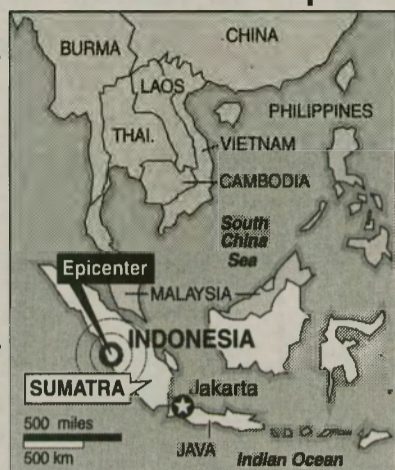 BURMA
CHINA
LAOS
PHILIPPINES
THAI.
VIETNAM
CAMBODIA
South
China
Sea
Epicenter
MALAYSIA
INDONESIA
SUMATRA
Jakarta
500 miles
500 km
JAVA
Indian Ocean